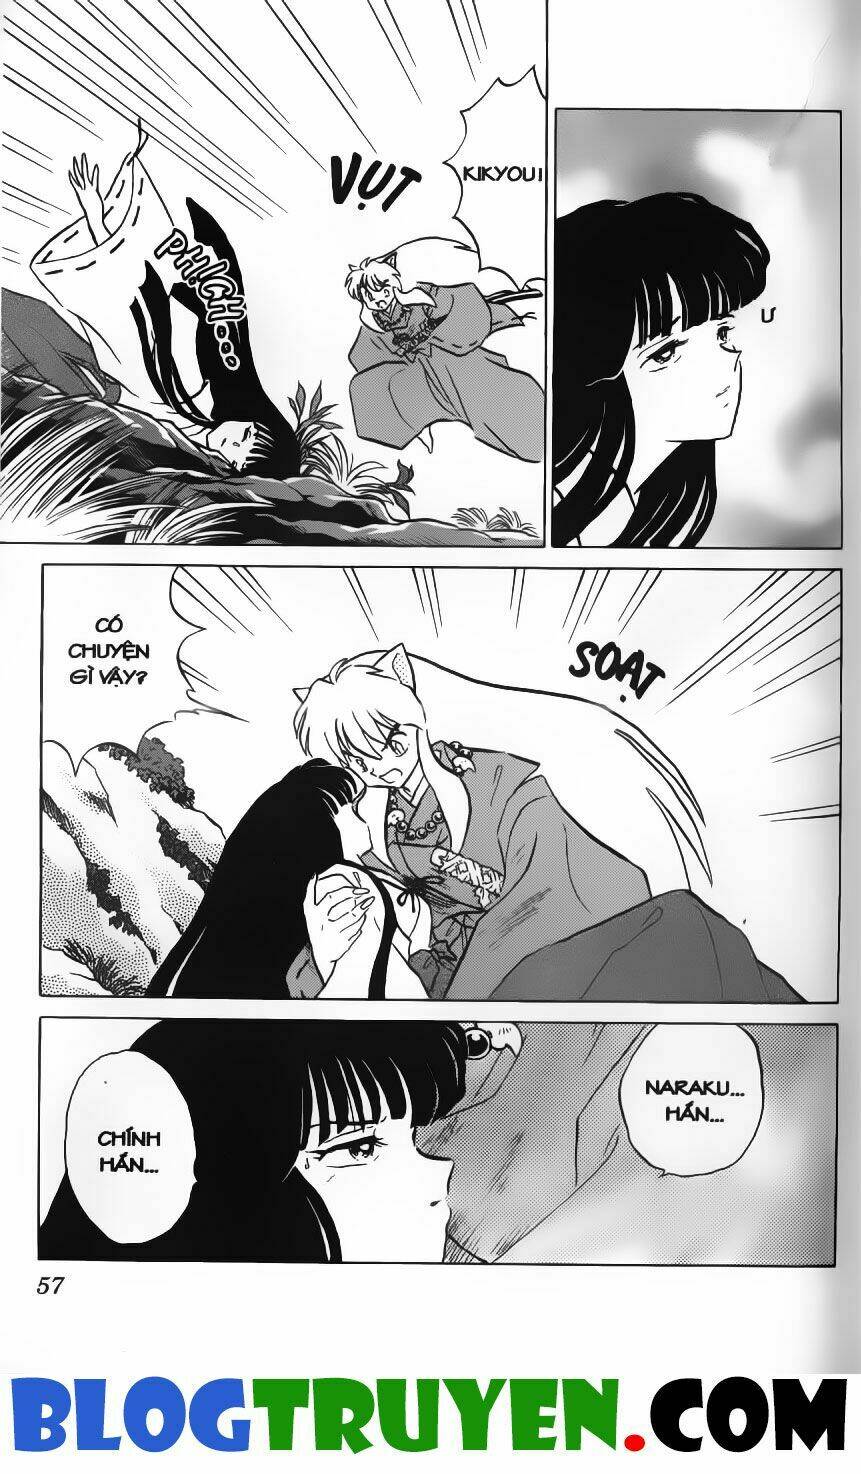 Ư
KIKYOU!
VỤT
PHỊCH...
SOẠT
CÓ
CHUYỆN
GÌ VẬY?
NARAKU...
HẮN...
CHÍNH
HẮN...
57
BLOGTRUYEN.COM